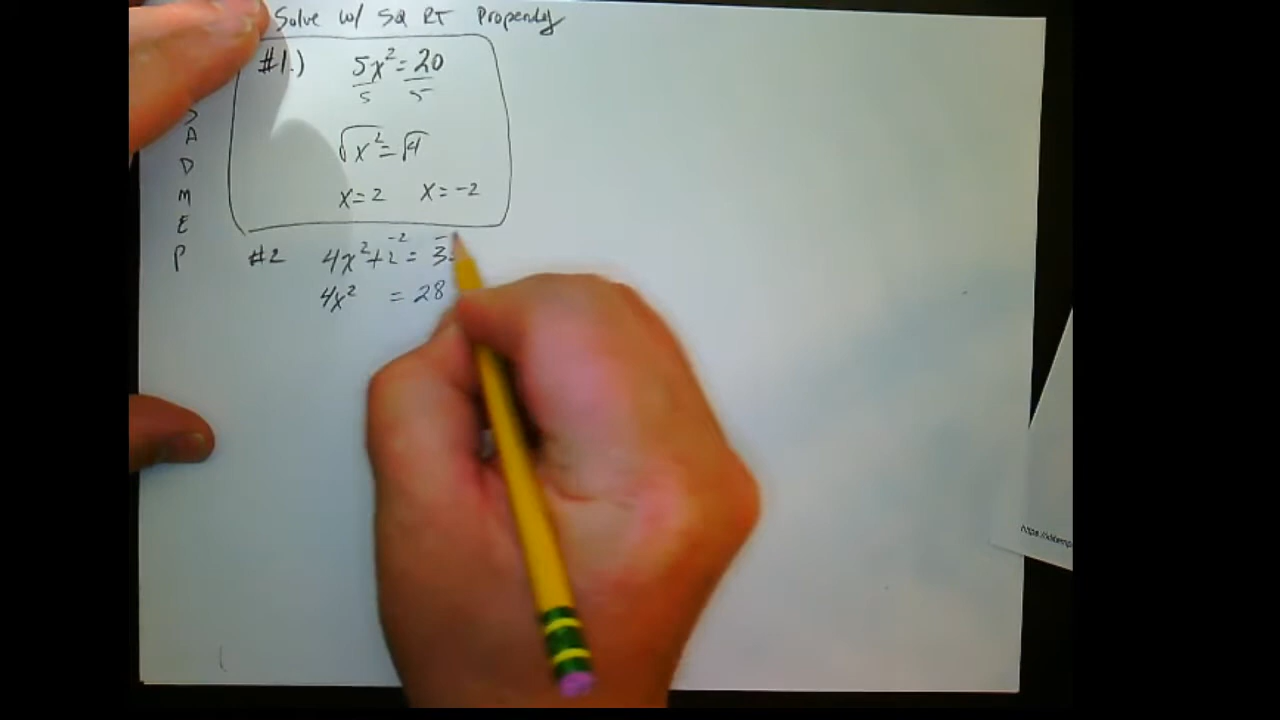 Solve w/ SQ RT Property
#1.) 5x² = 20
5 5
√x² = √4
x = 2 x = -2
S
A
D
M
E
P
-2 -
#2 4x² + 2 = 3
4x² = 28